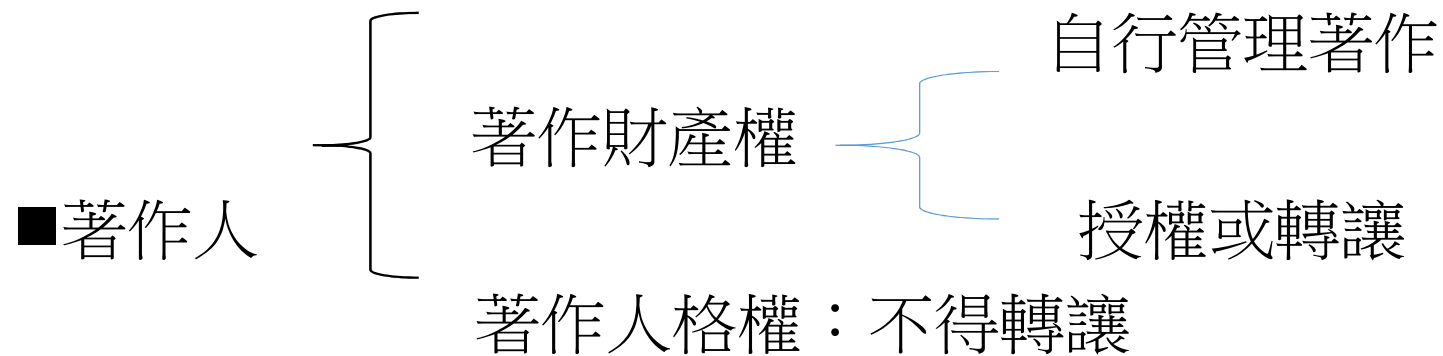 自行管理著作
著作財產權
■著作人
授權或轉讓
著作人格權：不得轉讓